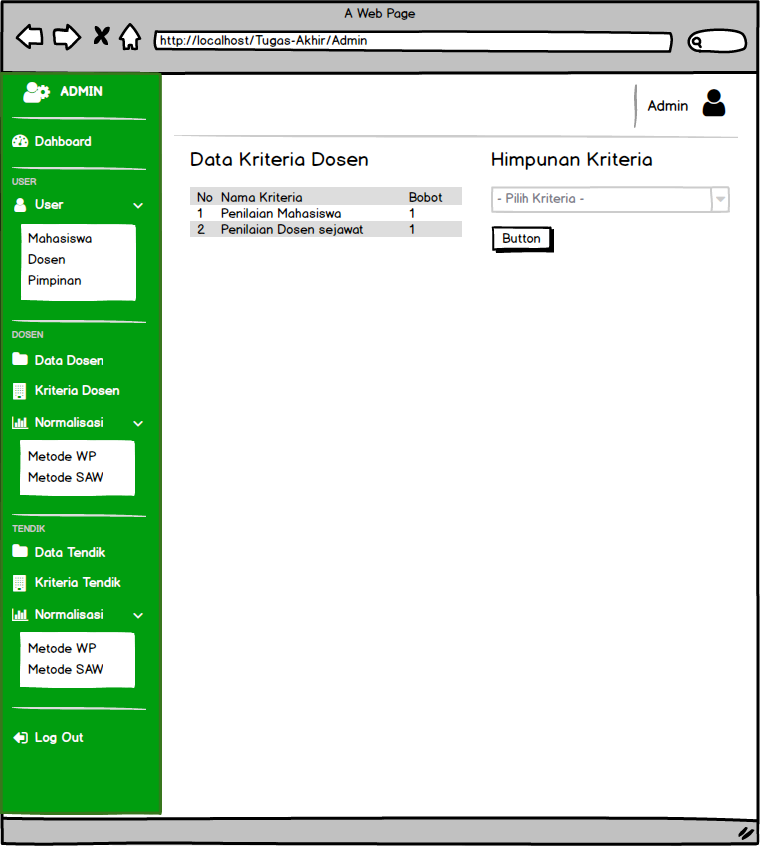 A Web Page
http://localhost/Tugas-Akhir/Admin
ADMIN
Dahboard
USER
User
Mahasiswa
Dosen
Pimpinan
DOSEN
Data Dosen
Kriteria Dosen
Normalisasi
Metode WP
Metode SAW
TENDIK
Data Tendik
Kriteria Tendik
Normalisasi
Metode WP
Metode SAW
Log Out
Admin
Data Kriteria Dosen
No Nama Kriteria Bobot
1 Penilaian Mahasiswa 1
2 Penilaian Dosen sejawat 1
Himpunan Kriteria
- Pilih Kriteria -
Button